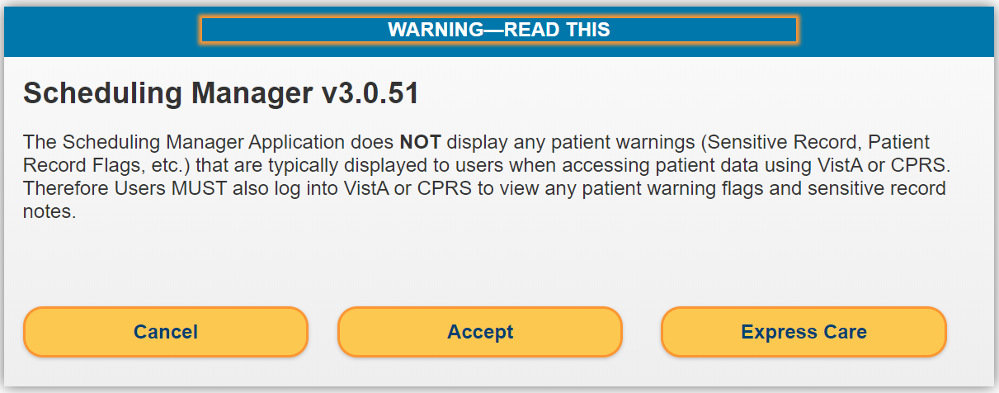 WARNING—READ THIS
Scheduling Manager v3.0.51
The Scheduling Manager Application does NOT display any patient warnings (Sensitive Record, Patient
Record Flags, etc.) that are typically displayed to users when accessing patient data using VistA or CPRS.
Therefore Users MUST also log into VistA or CPRS to view any patient warning flags and sensitive record
notes.
Cancel
Accept
Express Care